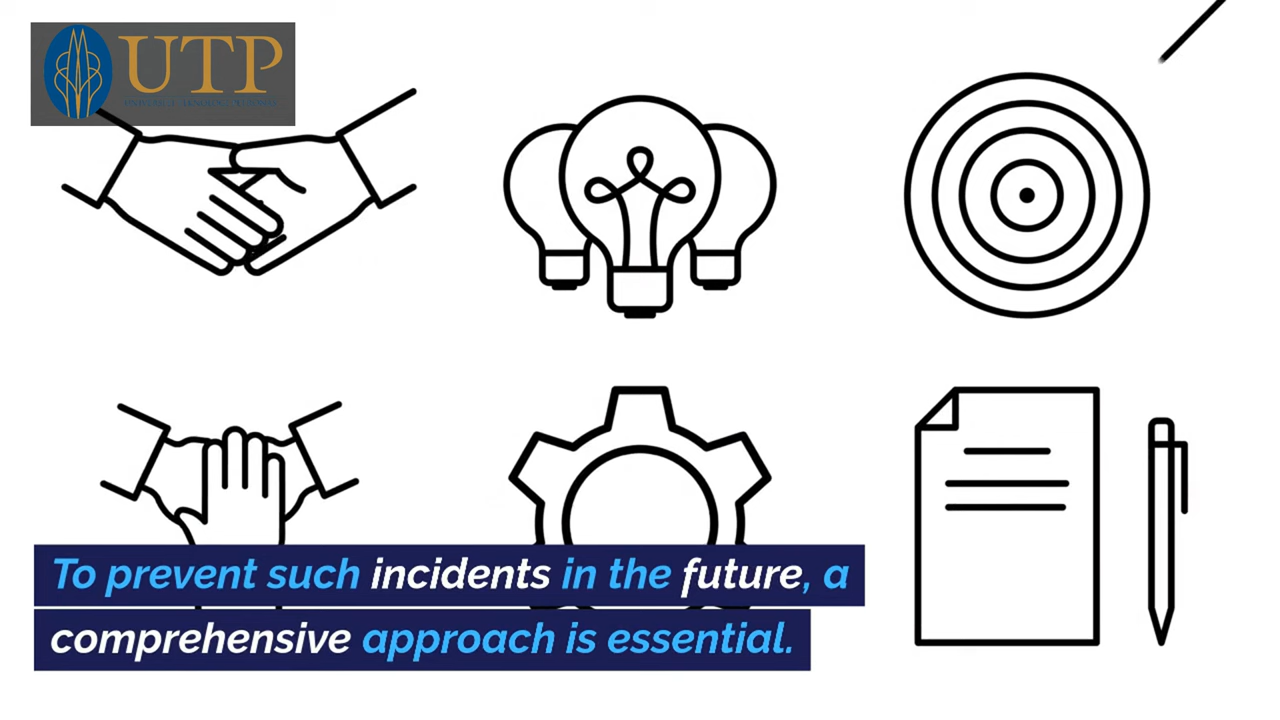 UTP
To prevent such incidents in the future, a
comprehensive approach is essential.